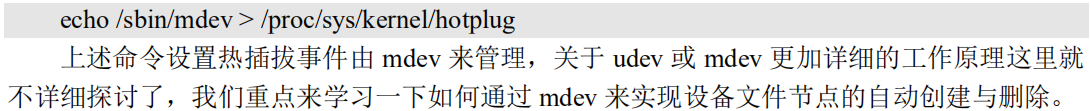 echo /sbin/mdev > /proc/sys/kernel/hotplug
上述命令设置热插拔事件由 mdev 来管理，关于 udev 或 mdev 更加详细的工作原理这里就
不详细探讨了，我们重点来学习一下如何通过 mdev 来实现设备文件节点的自动创建与删除。